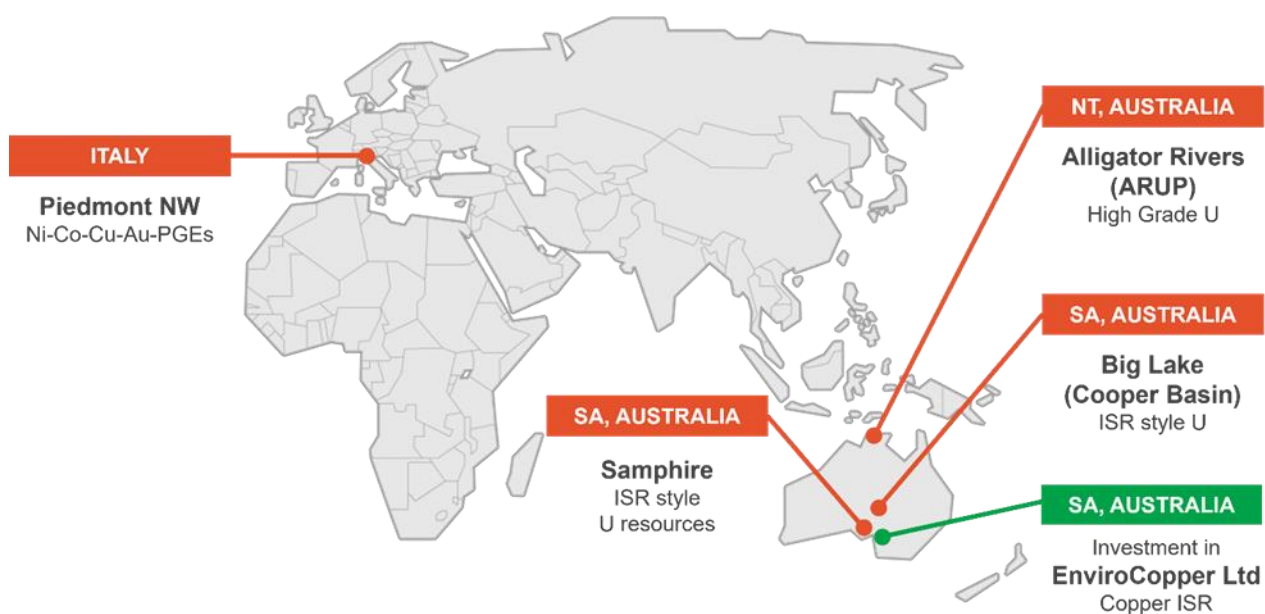 ITALY
Piedmont NW
Ni-Co-Cu-Au-PGEs
NT, AUSTRALIA
Alligator Rivers
(ARUP)
High Grade U
SA, AUSTRALIA
Big Lake
(Cooper Basin)
ISR style U
SA, AUSTRALIA
Samphire
ISR style
U resources
SA, AUSTRALIA
Investment in
EnviroCopper Ltd
Copper ISR